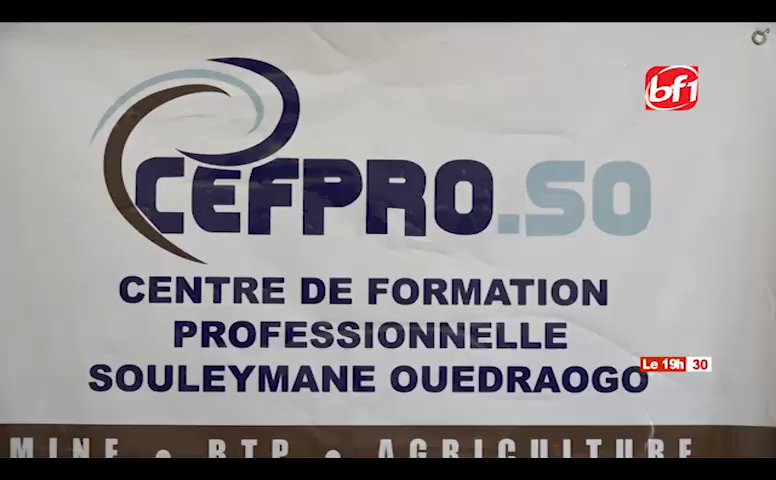 bf1
CEFPRO.SO
CENTRE DE FORMATION
PROFESSIONNELLE
SOULEYMANE OUEDRAOGO
Le 19h 30
MINE • BTP • AGRICULTURE